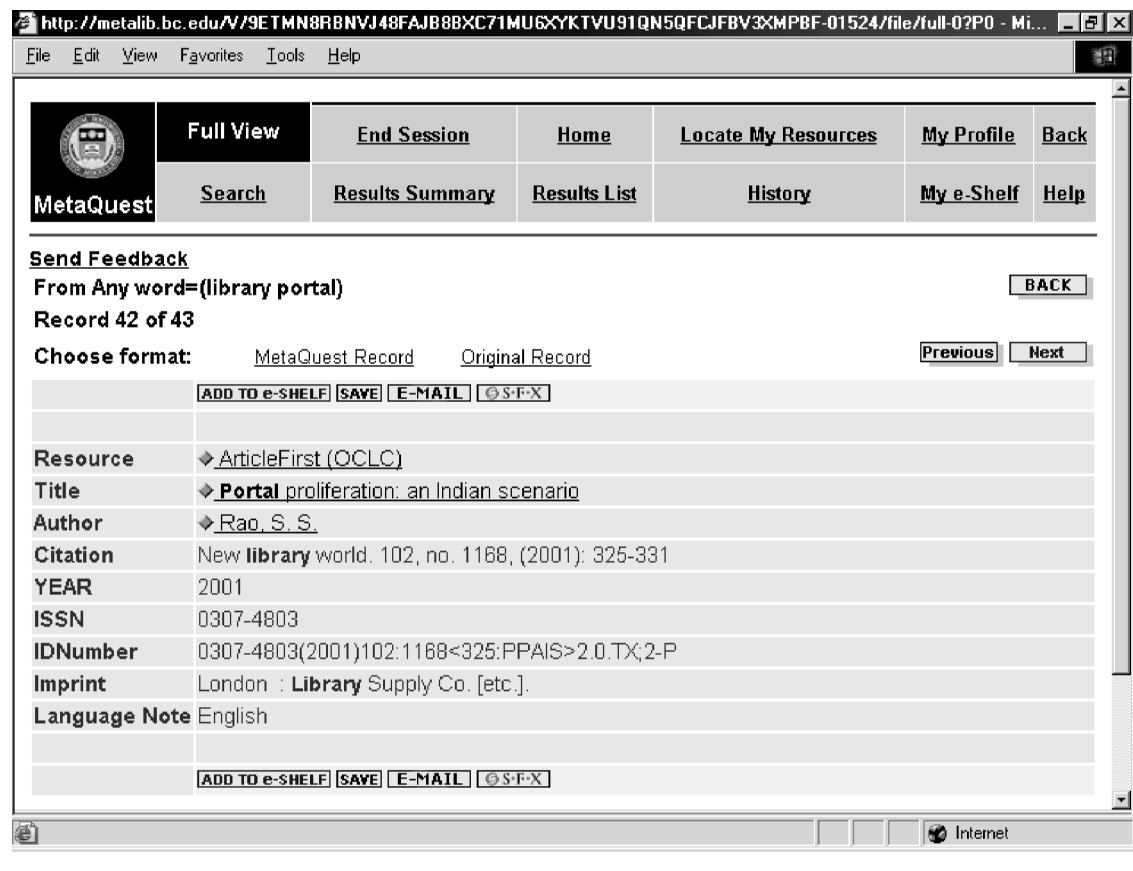 http://metalib.bc.edu/V/9ETMN8RBNVJ48FAJB8BXC71MU6XYKTVU91QN5QFCJFBV3XMPBF-01524/file/full-0?P0 - Mi...
File Edit View Favorites Tools Help
Full View End Session Home Locate My Resources My Profile Back
MetaQuest Search Results Summary Results List History My e-Shelf Help
Send Feedback
From Any word=(library portal) BACK
Record 42 of 43
Choose format: MetaQuest Record Original Record Previous Next
ADD TO e-SHELF SAVE E-MAIL S·F·X
Resource ArticleFirst (OCLC)
Title Portal proliferation: an Indian scenario
Author Rao, S. S.
Citation New library world. 102, no. 1168, (2001): 325-331
YEAR 2001
ISSN 0307-4803
IDNumber 0307-4803(2001)102:1168<325:PPAIS>2.0.TX;2-P
Imprint London : Library Supply Co. [etc.].
Language Note English
ADD TO e-SHELF SAVE E-MAIL S·F·X
Internet